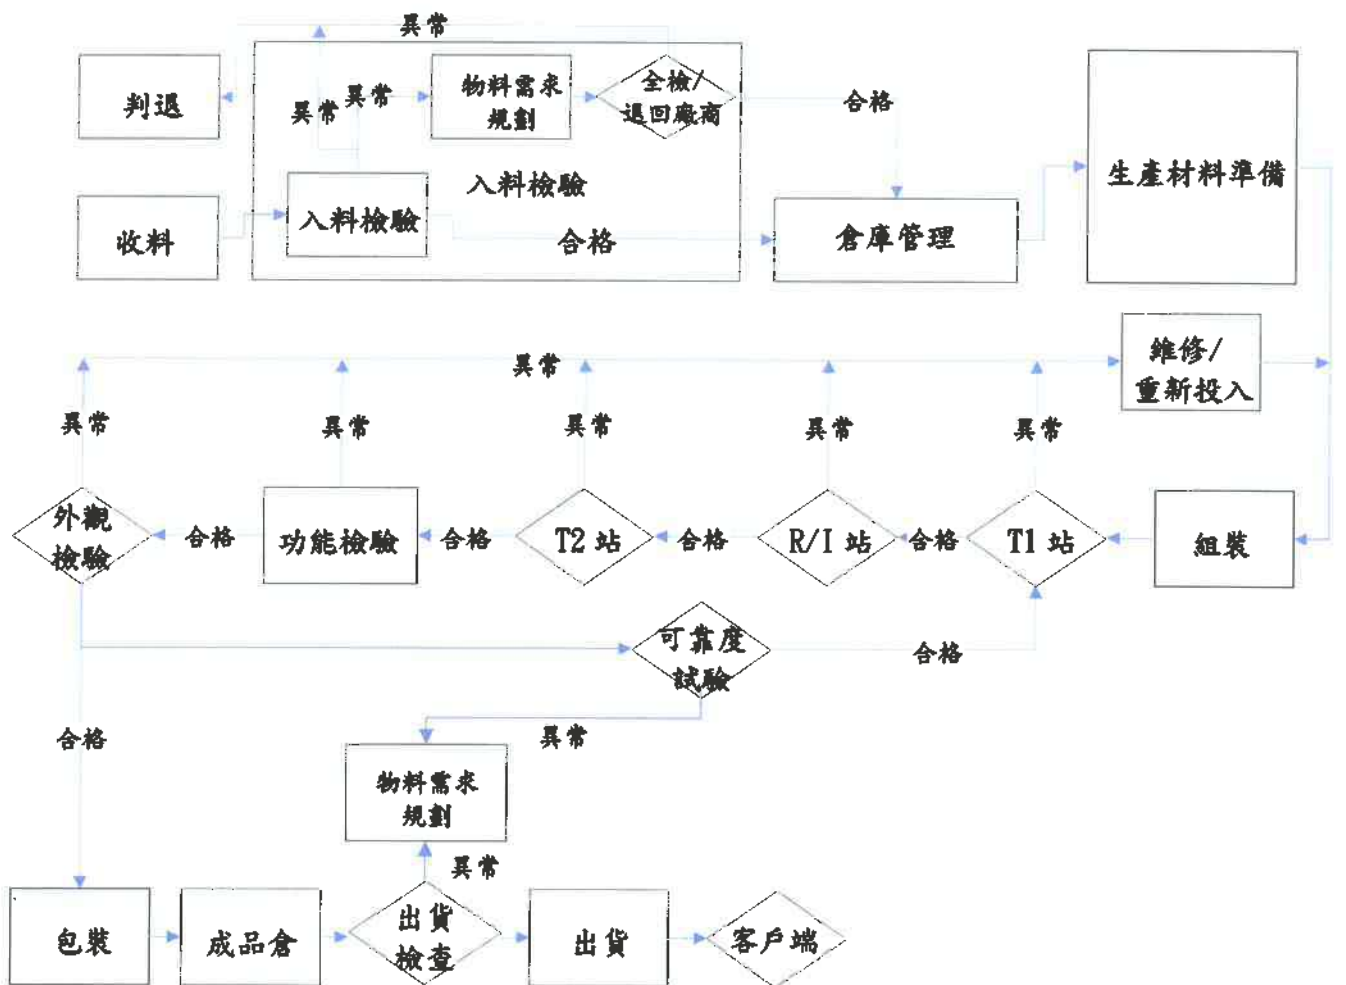 異常
判退
異常
異常
物料需求
規劃
全檢/
退回廠商
合格
生產材料準備
入料檢驗
收料
入料檢驗
合格
倉庫管理
異常
維修/
重新投入
異常
異常
異常
異常
異常
外觀
檢驗
合格
功能檢驗
合格
T2 站
合格
R/I 站
合格
T1 站
組裝
可靠度
試驗
合格
合格
異常
物料需求
規劃
異常
包裝
成品倉
出貨
檢查
出貨
客戶端